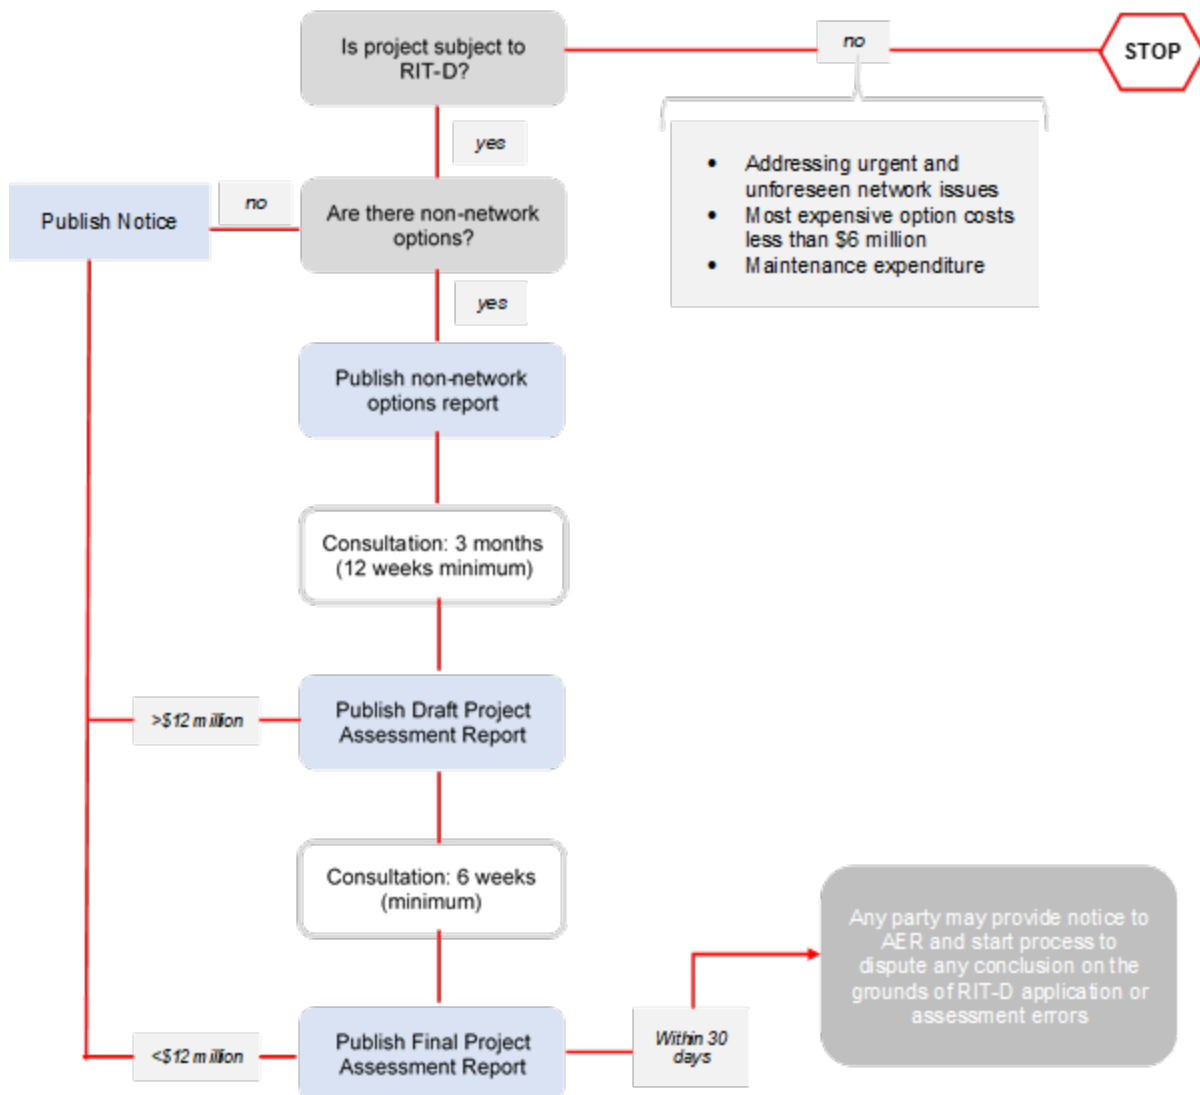 Is project subject to
RIT-D?
no
STOP
yes
• Addressing urgent and
unforeseen network issues
• Most expensive option costs
less than $6 million
• Maintenance expenditure
Publish Notice
no
Are there non-network
options?
yes
Publish non-network
options report
Consultation: 3 months
(12 weeks minimum)
>$12 million
Publish Draft Project
Assessment Report
Consultation: 6 weeks
(minimum)
Any party may provide notice to
AER and start process to
dispute any conclusion on the
grounds of RIT-D application or
assessment errors
<$12 million
Publish Final Project
Assessment Report
Within 30
days